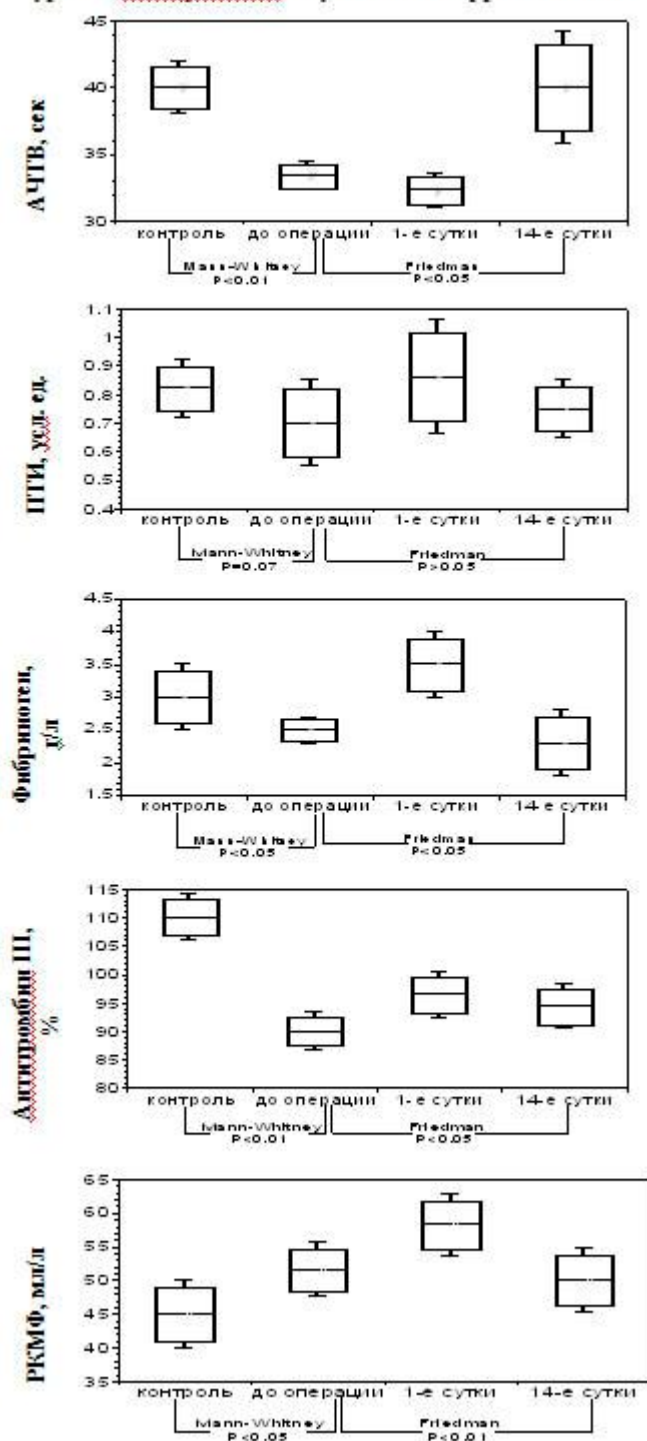 АЧТВ, сек
45
40
35
30
контроль до операции 1-е сутки 14-е сутки
Mann-Whitney Friedman
P<0.01 P<0.05
ПТИ, усл. ед.
1.1
1
0.9
0.8
0.7
0.6
0.5
0.4
контроль до операции 1-е сутки 14-е сутки
Mann-Whitney Friedman
P=0.07 P>0.05
Фибриноген,
г/л
4.5
4
3.5
3
2.5
2
1.5
контроль до операции 1-е сутки 14-е сутки
Mann-Whitney Friedman
P<0.05 P<0.05
Антитромбин III,
%
115
110
105
100
95
90
85
80
контроль до операции 1-е сутки 14-е сутки
Mann-Whitney Friedman
P<0.01 P<0.05
РКМФ, мл/л
65
60
55
50
45
40
35
контроль до операции 1-е сутки 14-е сутки
Mann-Whitney Friedman
P<0.05 P<0.01